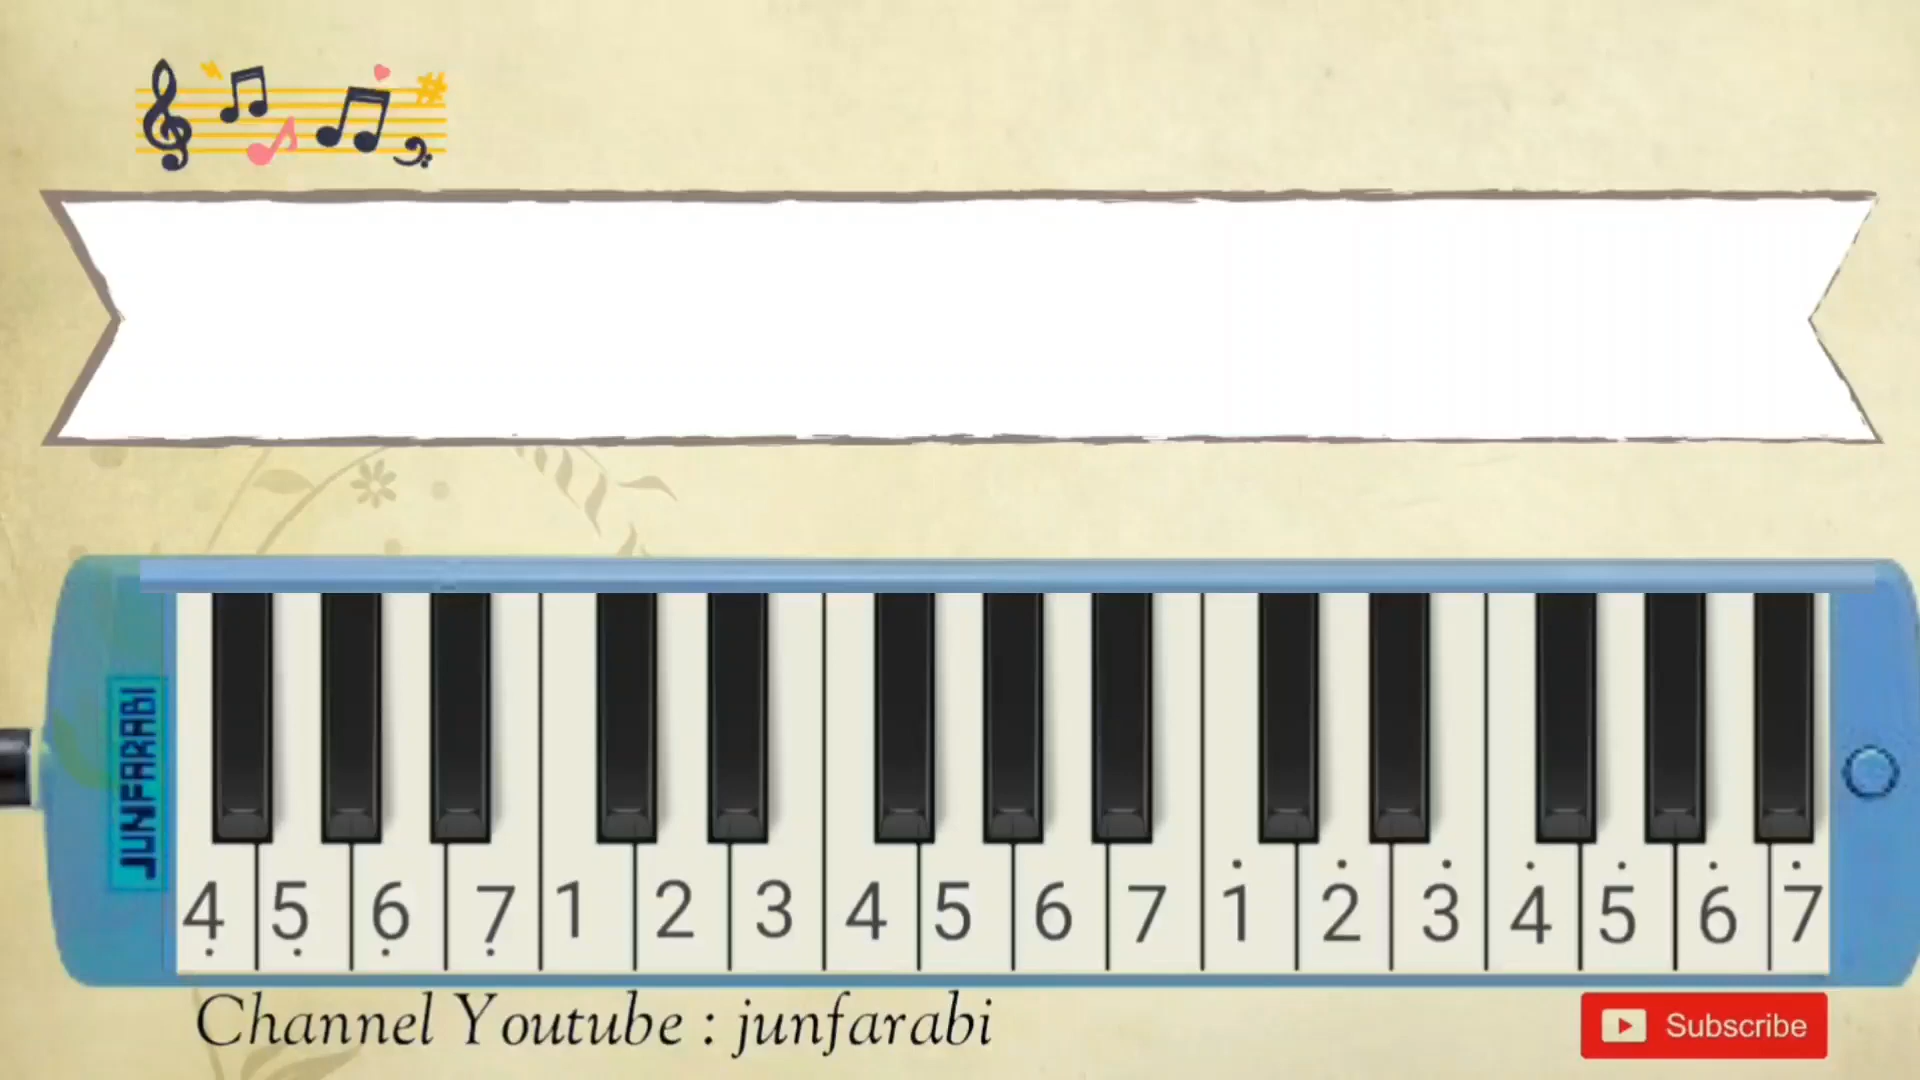 JUNFARABI
4̣ 5̣ 6̣ 7̣ 1 2 3 4 5 6 7 1̇ 2̇ 3̇ 4̇ 5̇ 6̇ 7̇
Channel Youtube : junfarabi
Subscribe